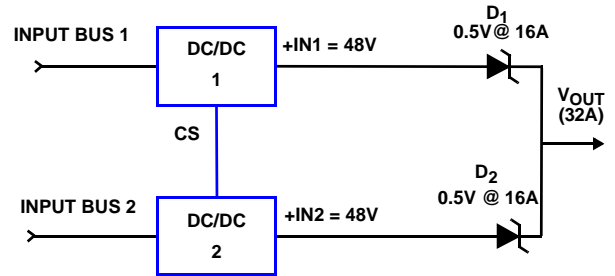 D1
0.5V @ 16A
INPUT BUS 1
DC/DC
1
+IN1 = 48V
VOUT
(32A)
CS
D2
0.5V @ 16A
INPUT BUS 2
DC/DC
2
+IN2 = 48V